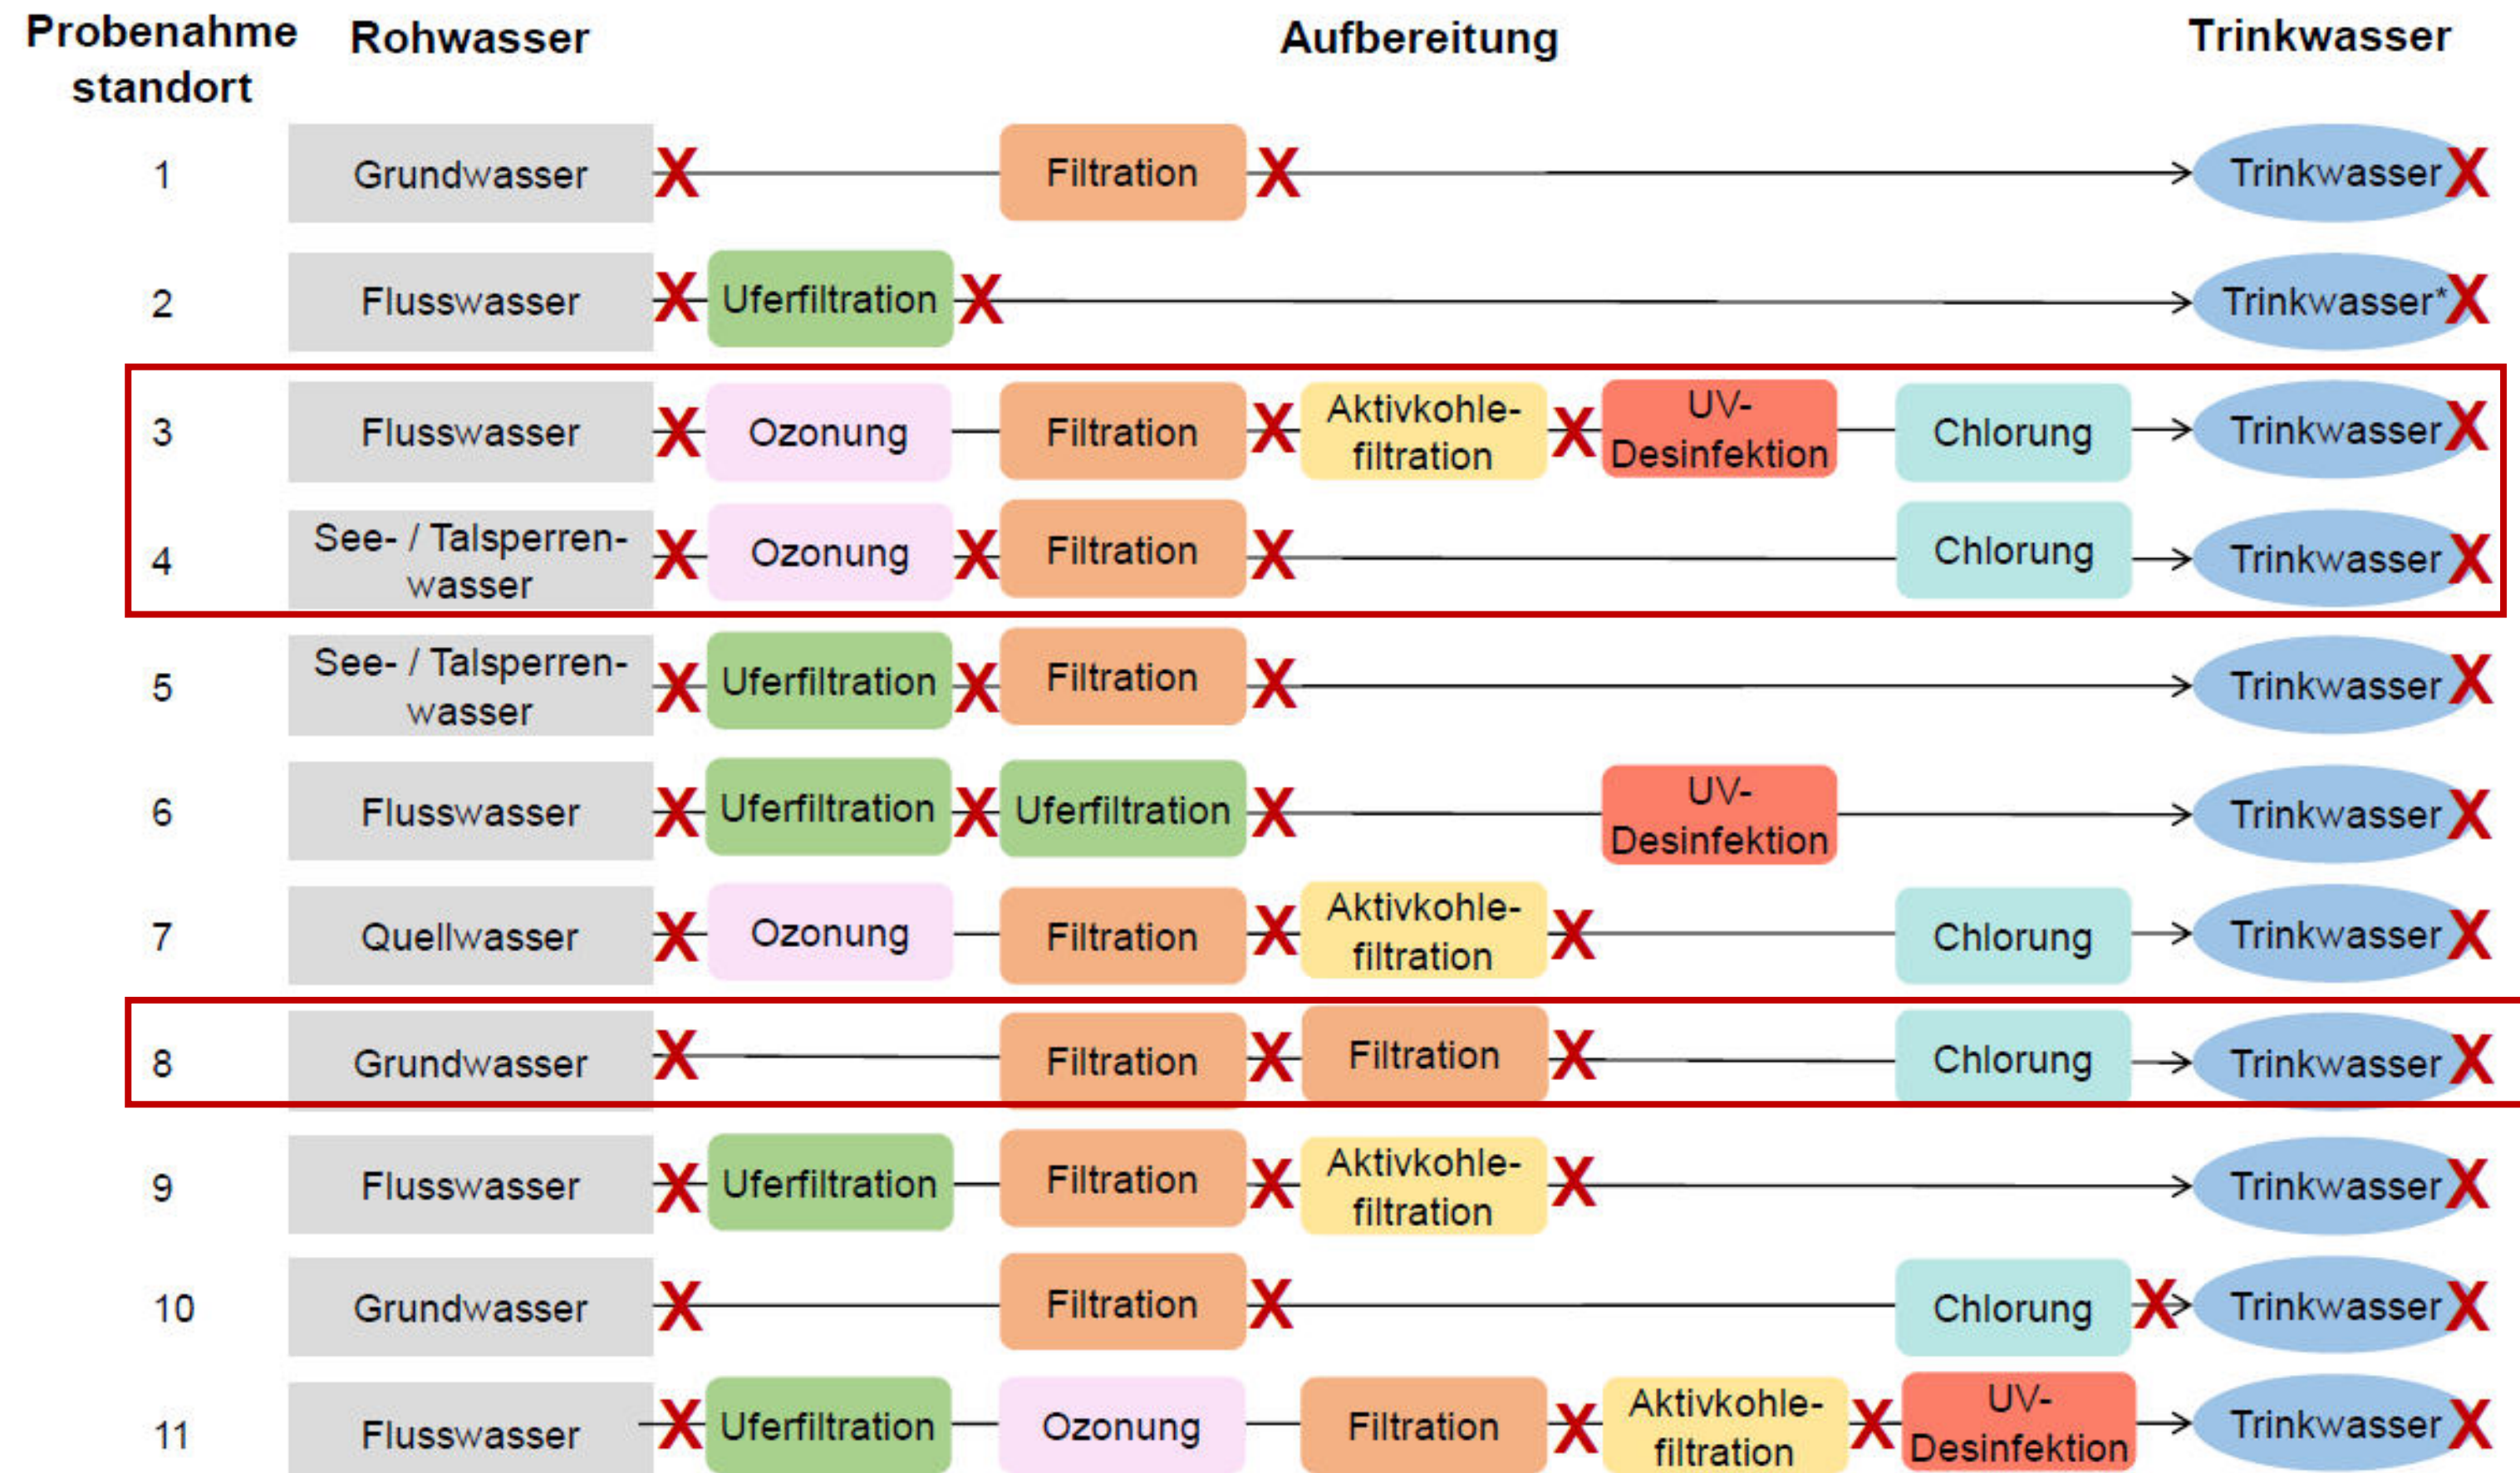 Probenahme
standort
Rohwasser
Aufbereitung
Trinkwasser
1
Grundwasser
X
Filtration
X
Trinkwasser
X
2
Flusswasser
X
Uferfiltration
X
Trinkwasser*
X
3
Flusswasser
X
Ozonung
Filtration
X
Aktivkohle-
filtration
X
UV-
Desinfektion
Chlorung
Trinkwasser
X
4
See- / Talsperren-
wasser
X
Ozonung
X
Filtration
X
Chlorung
Trinkwasser
X
5
See- / Talsperren-
wasser
X
Uferfiltration
X
Filtration
X
Trinkwasser
X
6
Flusswasser
X
Uferfiltration
X
Uferfiltration
X
UV-
Desinfektion
Trinkwasser
X
7
Quellwasser
X
Ozonung
Filtration
X
Aktivkohle-
filtration
X
Chlorung
Trinkwasser
X
8
Grundwasser
X
Filtration
X
Filtration
X
Chlorung
Trinkwasser
X
9
Flusswasser
X
Uferfiltration
Filtration
X
Aktivkohle-
filtration
X
Trinkwasser
X
10
Grundwasser
X
Filtration
X
Chlorung
X
Trinkwasser
X
11
Flusswasser
X
Uferfiltration
Ozonung
Filtration
X
Aktivkohle-
filtration
X
UV-
Desinfektion
Trinkwasser
X